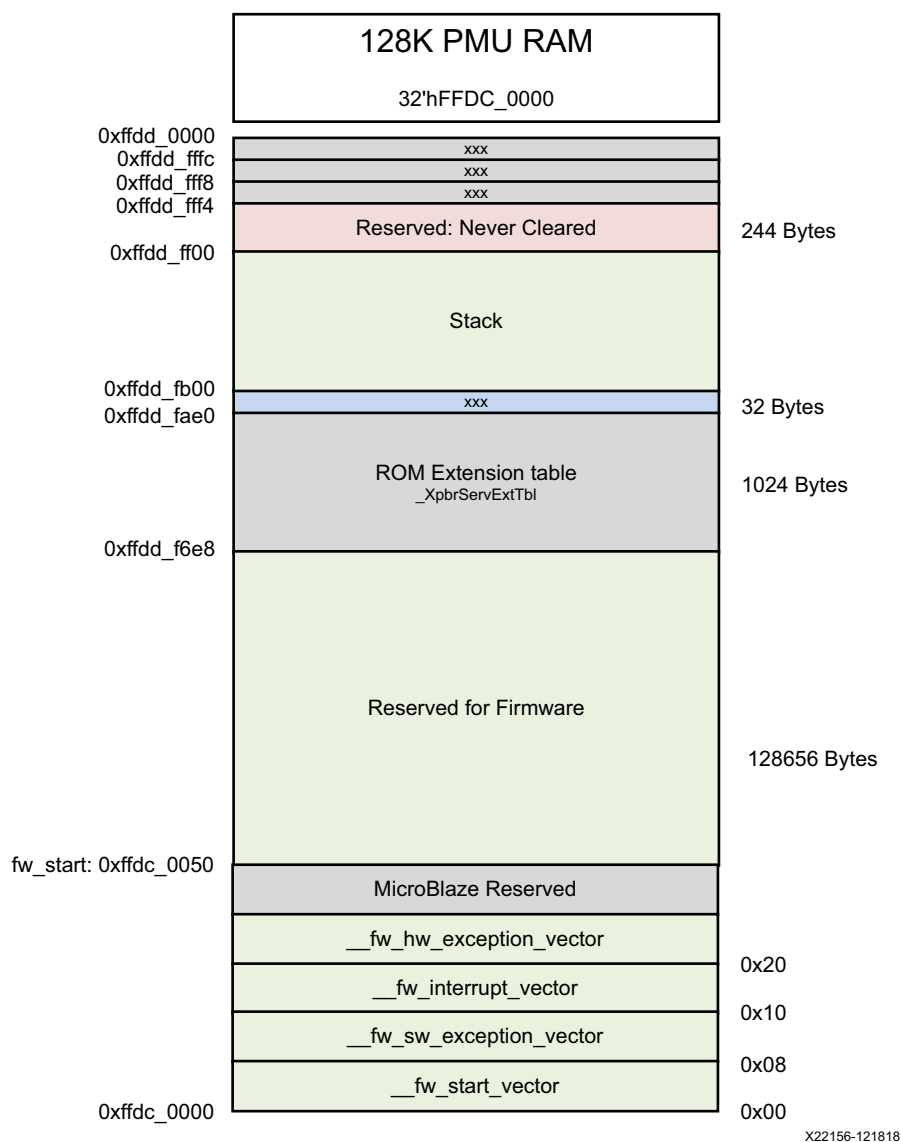 128K PMU RAM
32'hFFDC_0000
0xffdd_0000
xxx
0xffdd_fffc
xxx
0xffdd_fff8
xxx
0xffdd_fff4
Reserved: Never Cleared
244 Bytes
0xffdd_ff00
Stack
0xffdd_fb00
xxx
32 Bytes
0xffdd_fae0
ROM Extension table
_XpbrServExtTbl
1024 Bytes
0xffdd_f6e8
Reserved for Firmware
128656 Bytes
fw_start: 0xffdc_0050
MicroBlaze Reserved
__fw_hw_exception_vector
0x20
__fw_interrupt_vector
0x10
__fw_sw_exception_vector
0x08
__fw_start_vector
0xffdc_0000
0x00
X22156-121818